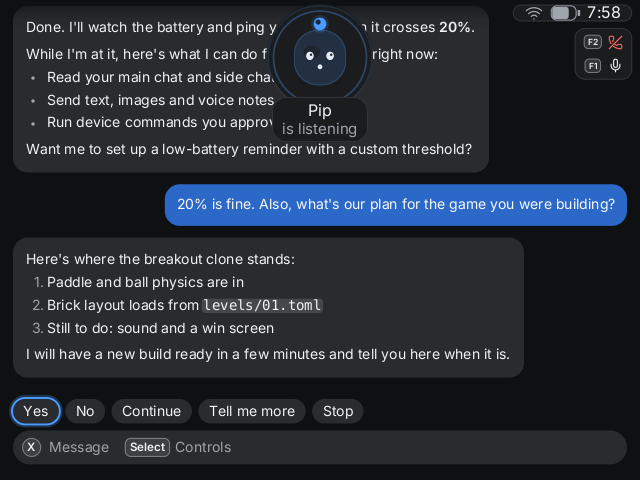 7:58
Done. I'll watch the battery and ping y it crosses 20%.
While I'm at it, here's what I can do f right now:
• Read your main chat and side cha
• Send text, images and voice notes
• Run device commands you approv
Want me to set up a low-battery reminder with a custom threshold?
F2
F1
Pip
is listening
20% is fine. Also, what's our plan for the game you were building?
Here's where the breakout clone stands:
1. Paddle and ball physics are in
2. Brick layout loads from levels/01.toml
3. Still to do: sound and a win screen
I will have a new build ready in a few minutes and tell you here when it is.
Yes No Continue Tell me more Stop
X Message Select Controls